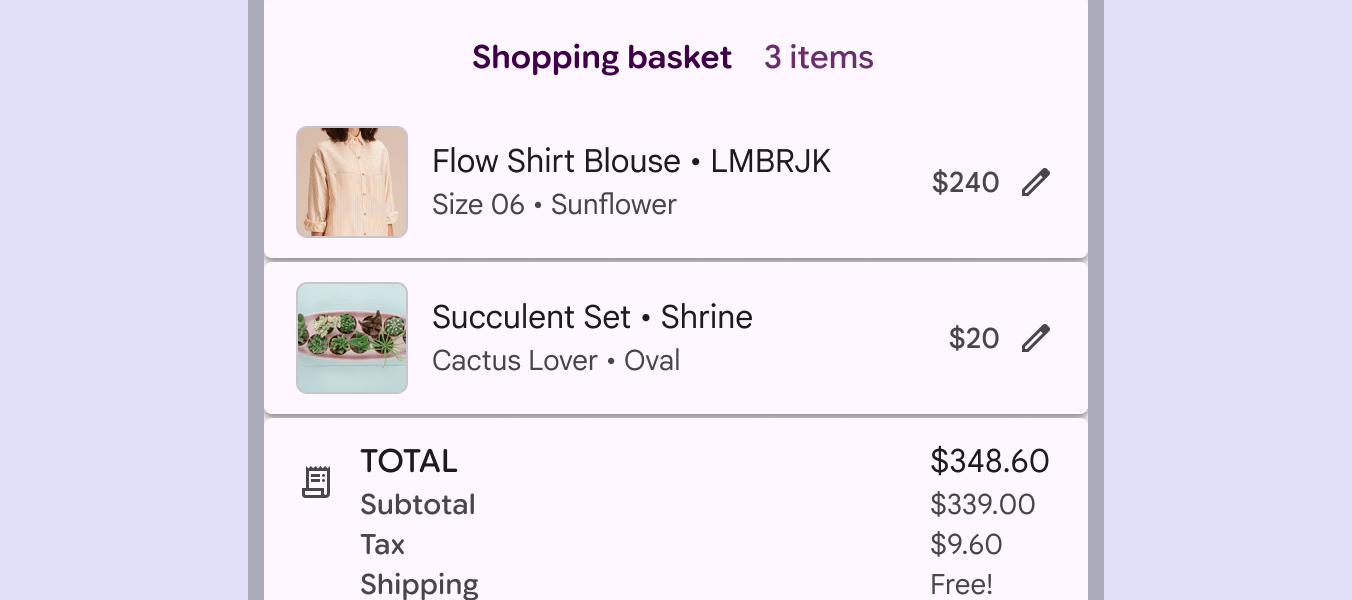 Shopping basket 3 items
Flow Shirt Blouse • LMBRJK
Size 06 • Sunflower
$240
Succulent Set • Shrine
Cactus Lover • Oval
$20
TOTAL $348.60
Subtotal $339.00
Tax $9.60
Shipping Free!